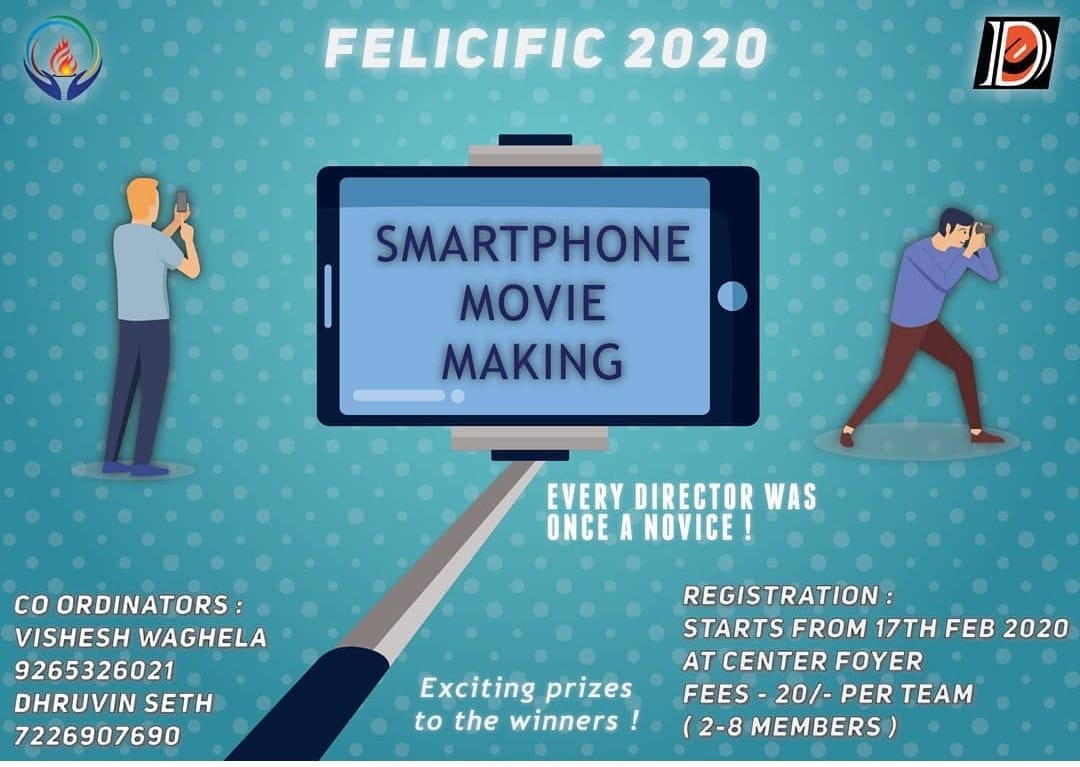 FELICIFIC 2020
SMARTPHONE
MOVIE
MAKING
EVERY DIRECTOR WAS
ONCE A NOVICE !
CO ORDINATORS :
VISHESH WAGHELA
9265326021
DHRUVIN SETH
7226907690
Exciting prizes
to the winners !
REGISTRATION :
STARTS FROM 17TH FEB 2020
AT CENTER FOYER
FEES - 20/- PER TEAM
( 2-8 MEMBERS )